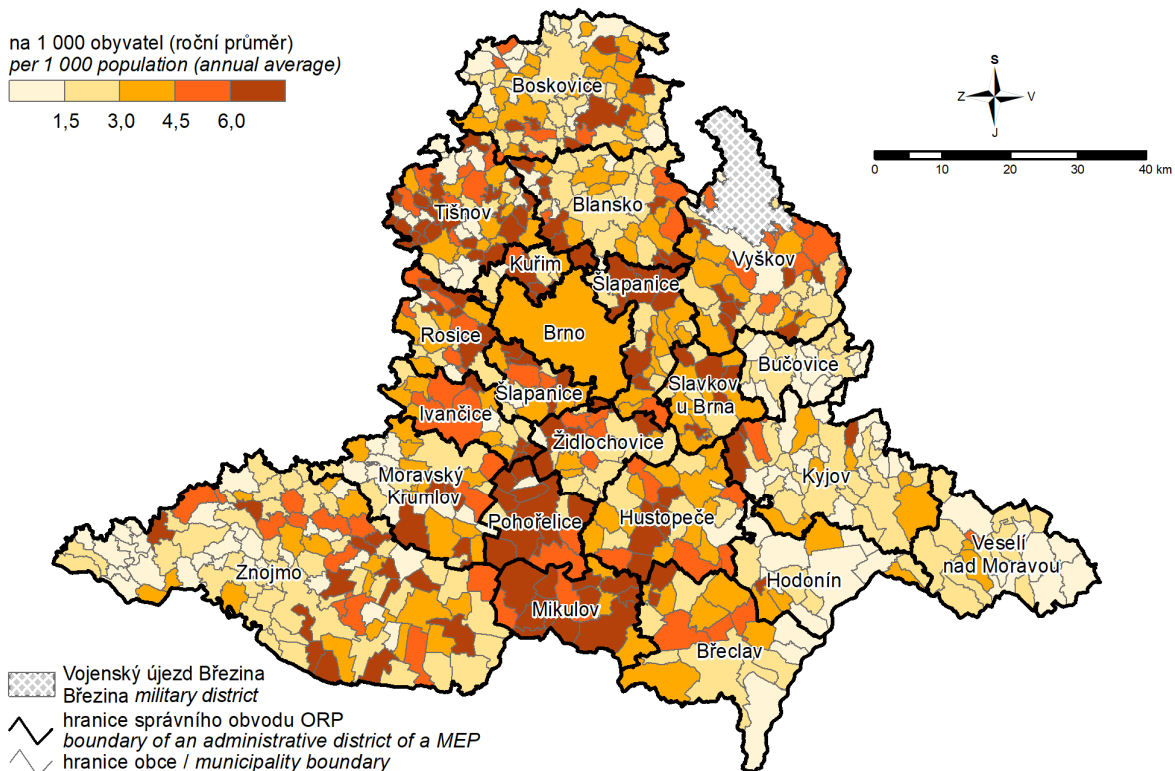 na 1 000 obyvatel (roční průměr)
per 1 000 population (annual average)
1,5 3,0 4,5 6,0
S
Z V
J
0 10 20 30 40 km
Boskovice
Tišnov
Blansko
Vyškov
Kuřim
Šlapanice
Rosice
Brno
Bučovice
Šlapanice
Slavkov
u Brna
Ivančice
Židlochovice
Moravský
Krumlov
Kyjov
Pohořelice
Hustopeče
Veselí
nad Moravou
Znojmo
Hodonín
Mikulov
Břeclav
Vojenský újezd Březina
Březina military district
hranice správního obvodu ORP
boundary of an administrative district of a MEP
hranice obce / municipality boundary